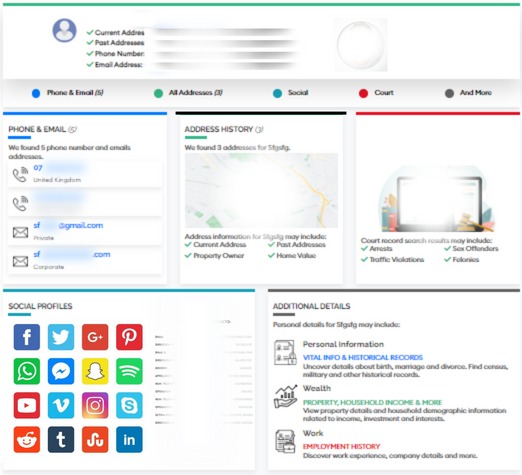 Current Addres
Past Addresses
Phone Number:
Email Address:
Phone & Email (5)
All Addresses (3)
Social
Court
And More
PHONE & EMAIL (5)
We found 5 phone number and emails
addresses.
07
United Kingdom
sf @gmail.com
Private
sf .com
Corporate
ADDRESS HISTORY (3)
We found 3 addresses for Sfgsfg.
Address information for Sfgsfg may include:
Current Address
Past Addresses
Property Owner
Home Value
Court record search results may include:
Arrests
Sex Offenders
Traffic Violations
Felonies
SOCIAL PROFILES
ADDITIONAL DETAILS
Personal details for Sfgsfg may include:
Personal Information
VITAL INFO & HISTORICAL RECORDS
Uncover details about birth, marriage and divorce. Find census,
military and other historical records.
Wealth
PROPERTY, HOUSEHOLD INCOME & MORE
View property details and household demographic information
related to income, investment and interests.
Work
EMPLOYMENT HISTORY
Discover work experience, company details and more.